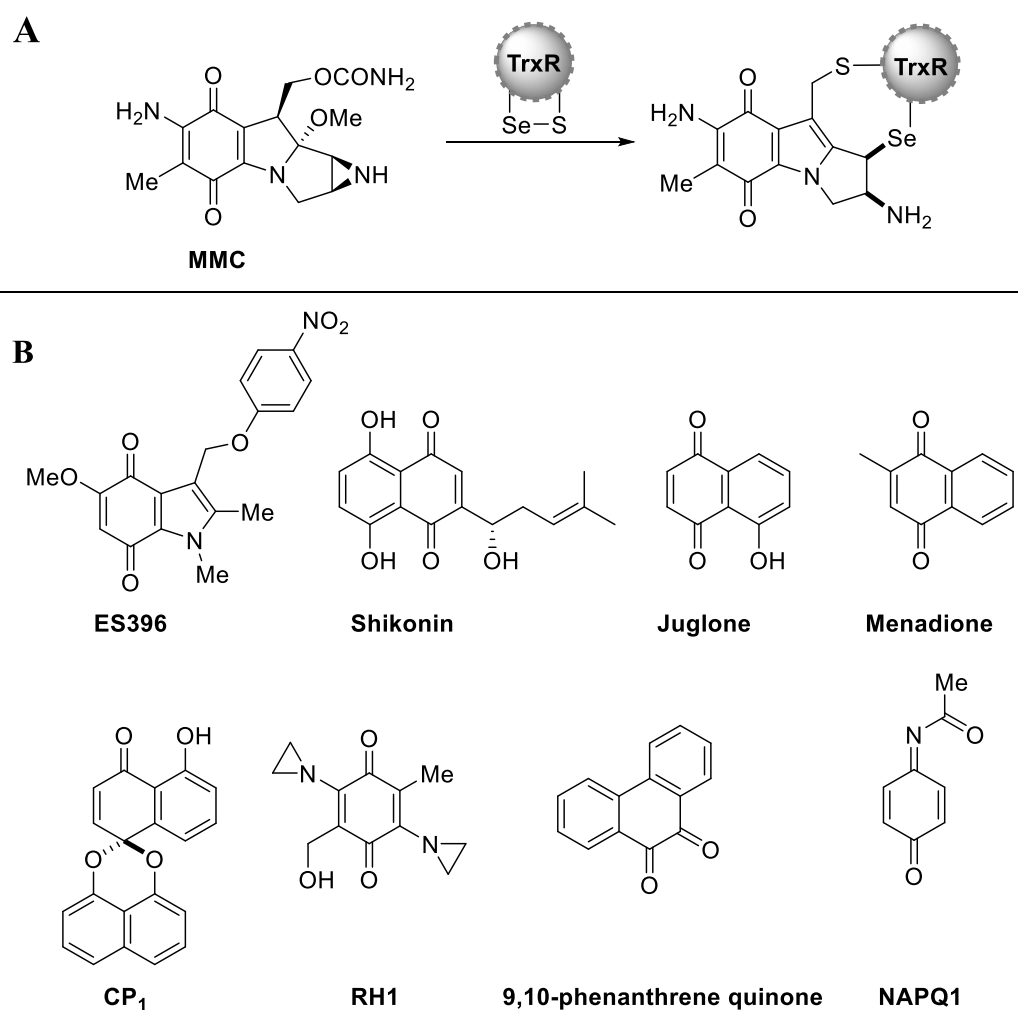 A
TrxR
Se
S
O
OCONH2
H2N
OMe
Me
N
NH
O
MMC
S
TrxR
O
H2N
Se
Me
N
NH2
O
B
NO2
O
O
MeO
Me
N
O
Me
ES396
OH
O
OH
O
OH
Shikonin
O
O
OH
Juglone
O
O
Menadione
O
OH
O
O
CP1
O
N
Me
N
OH
O
RH1
O
O
9,10-phenanthrene quinone
Me
N
O
O
NAPQ1